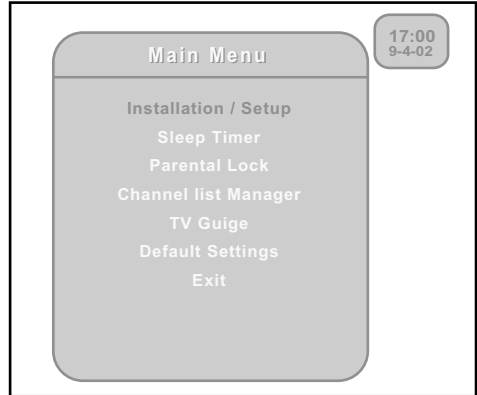 Main Menu
17:00
9-4-02
Installation / Setup
Sleep Timer
Parental Lock
Channel list Manager
TV Guige
Default Settings
Exit